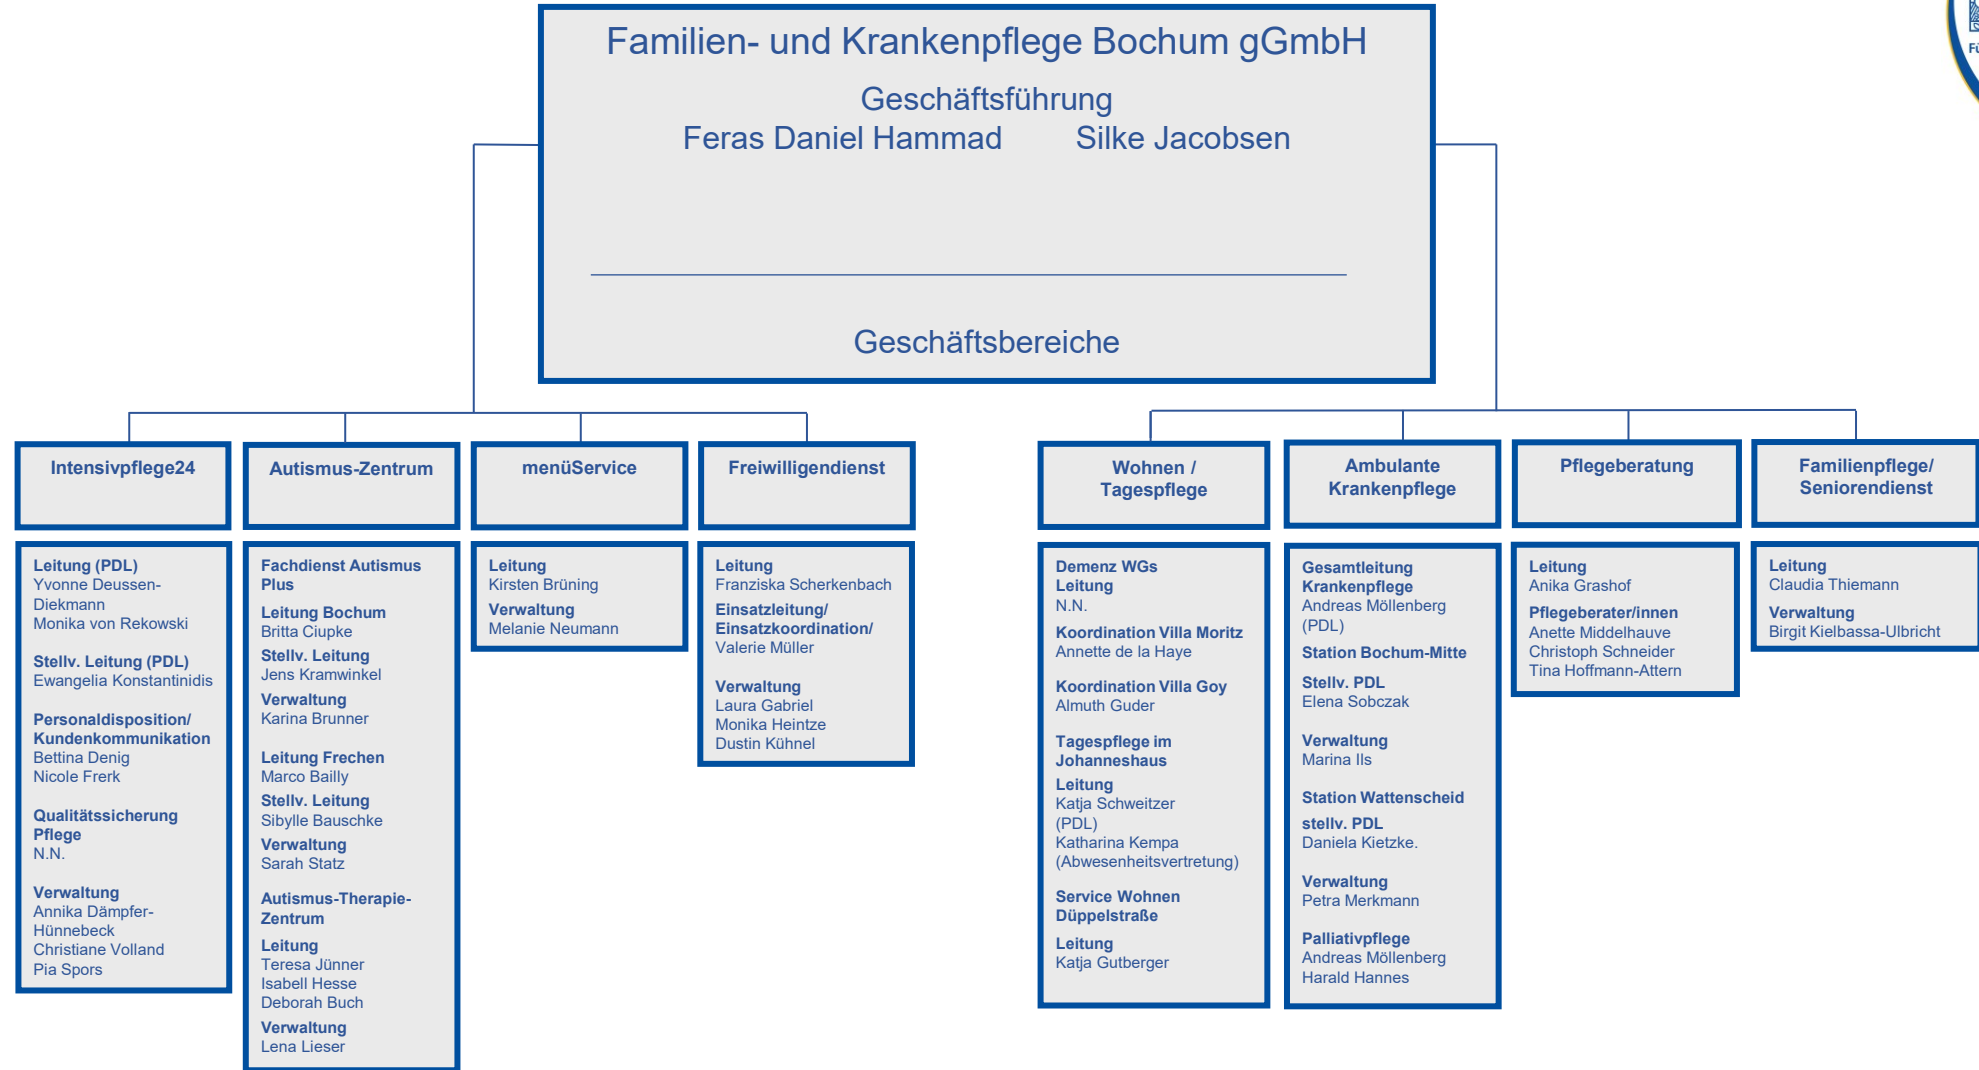 Familien- und Krankenpflege Bochum gGmbH
Geschäftsführung
Feras Daniel Hammad Silke Jacobsen
Geschäftsbereiche
Intensivpflege24
Leitung (PDL)
Yvonne Deussen-
Diekmann
Monika von Rekowski
Stellv. Leitung (PDL)
Ewangelia Konstantinidis
Personaldisposition/
Kundenkommunikation
Bettina Denig
Nicole Frerk
Qualitätssicherung
Pflege
N.N.
Verwaltung
Annika Dämpfer-
Hünnebeck
Christiane Volland
Pia Spors
Autismus-Zentrum
Fachdienst Autismus
Plus
Leitung Bochum
Britta Ciupke
Stellv. Leitung
Jens Kramwinkel
Verwaltung
Karina Brunner
Leitung Frechen
Marco Bailly
Stellv. Leitung
Sibylle Bauschke
Verwaltung
Sarah Statz
Autismus-Therapie-
Zentrum
Leitung
Teresa Jünner
Isabell Hesse
Deborah Buch
Verwaltung
Lena Lieser
menüService
Leitung
Kirsten Brüning
Verwaltung
Melanie Neumann
Freiwilligendienst
Leitung
Franziska Scherkenbach
Einsatzleitung/
Einsatzkoordination/
Valerie Müller
Verwaltung
Laura Gabriel
Monika Heintze
Dustin Kühnel
Wohnen /
Tagespflege
Demenz WGs
Leitung
N.N.
Koordination Villa Moritz
Annette de la Haye
Koordination Villa Goy
Almuth Guder
Tagespflege im
Johanneshaus
Leitung
Katja Schweitzer
(PDL)
Katharina Kempa
(Abwesenheitsvertretung)
Service Wohnen
Düppelstraße
Leitung
Katja Gutberger
Ambulante
Krankenpflege
Gesamtleitung
Krankenpflege
Andreas Möllenberg
(PDL)
Station Bochum-Mitte
Stellv. PDL
Elena Sobczak
Verwaltung
Marina Ils
Station Wattenscheid
stellv. PDL
Daniela Kietzke.
Verwaltung
Petra Merkmann
Palliativpflege
Andreas Möllenberg
Harald Hannes
Pflegeberatung
Leitung
Anika Grashof
Pflegeberater/innen
Anette Middelhauve
Christoph Schneider
Tina Hoffmann-Attern
Familienpflege/
Seniorendienst
Leitung
Claudia Thiemann
Verwaltung
Birgit Kielbassa-Ulbricht